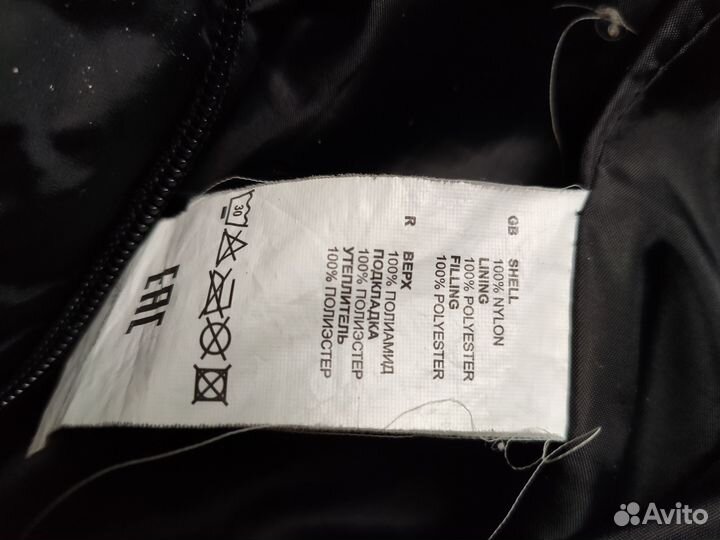 GB SHELL
100% NYLON
LINING
100% POLYESTER
FILLING
100% POLYESTER
R ВЕРХ
100% ПОЛИАМИД
ПОДКЛАДКА
100% ПОЛИЭСТЕР
УТЕПЛИТЕЛЬ
100% ПОЛИЭСТЕР
30
EAC
Avito